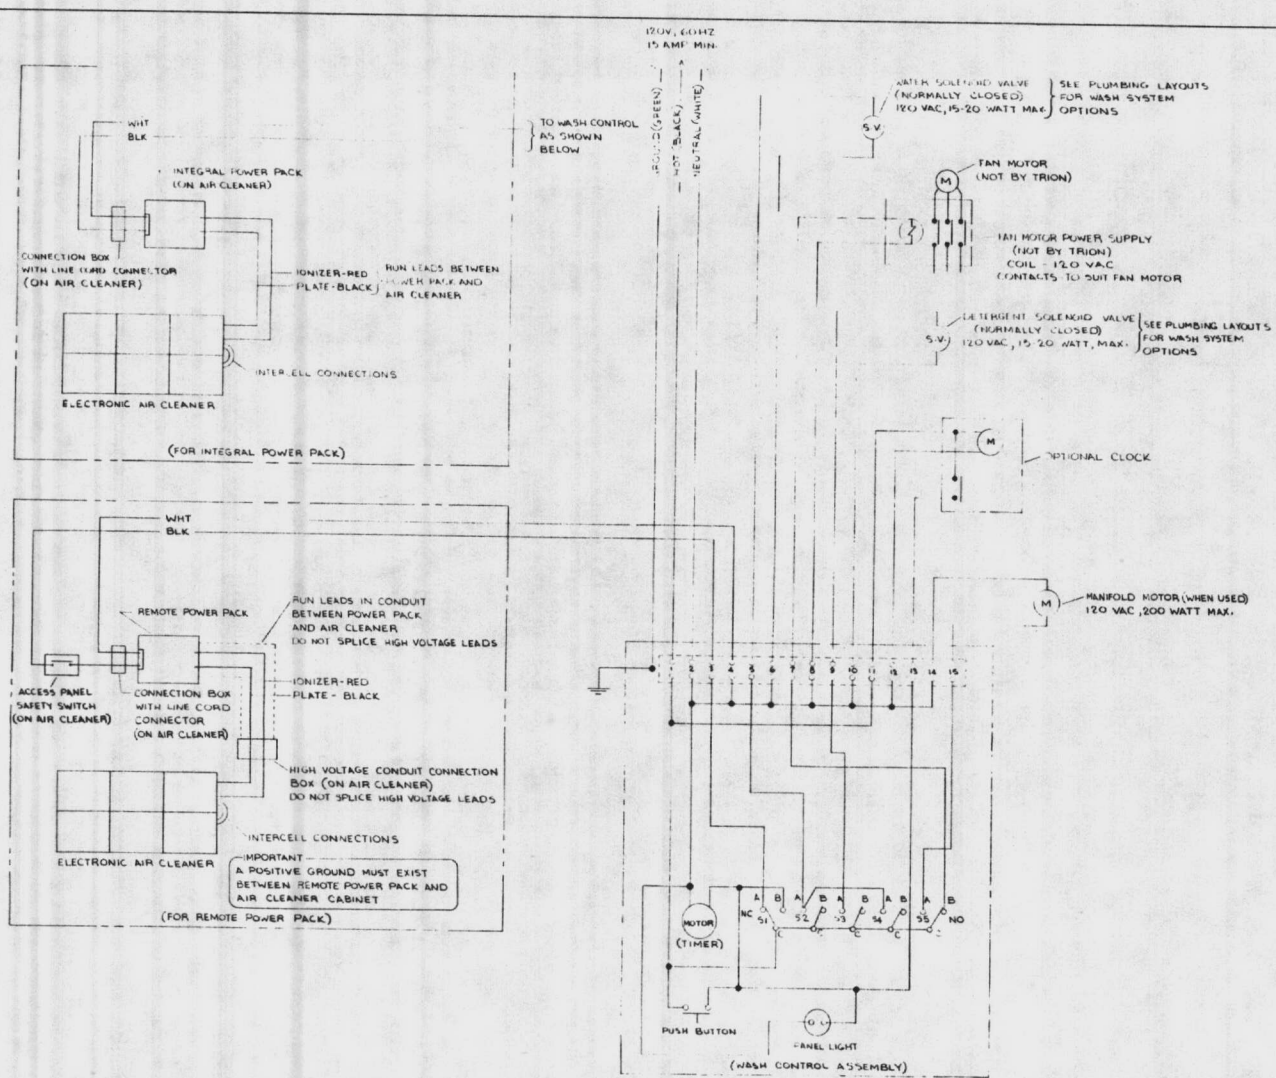 120V, 60HZ
15 AMP MIN.
GROUND (GREEN)
HOT (BLACK)
NEUTRAL (WHITE)
WATER SOLENOID VALVE
(NORMALLY CLOSED)
120 VAC, 15-20 WATT MAX.
SEE PLUMBING LAYOUTS
FOR WASH SYSTEM
OPTIONS
S.V.
WHT
BLK
TO WASH CONTROL
AS SHOWN
BELOW
INTEGRAL POWER PACK
(ON AIR CLEANER)
M
FAN MOTOR
(NOT BY TRION)
FAN MOTOR POWER SUPPLY
(NOT BY TRION)
COIL - 120 VAC
CONTACTS TO SUIT FAN MOTOR
CONNECTION BOX
WITH LINE CORD CONNECTOR
(ON AIR CLEANER)
IONIZER-RED
PLATE-BLACK
RUN LEADS BETWEEN
POWER PACK AND
AIR CLEANER
S.V.
DETERGENT SOLENOID VALVE
(NORMALLY CLOSED)
120 VAC, 15-20 WATT, MAX.
SEE PLUMBING LAYOUTS
FOR WASH SYSTEM
OPTIONS
INTERCELL CONNECTIONS
ELECTRONIC AIR CLEANER
(FOR INTEGRAL POWER PACK)
M
OPTIONAL CLOCK
WHT
BLK
REMOTE POWER PACK
RUN LEADS IN CONDUIT
BETWEEN POWER PACK
AND AIR CLEANER
DO NOT SPLICE HIGH VOLTAGE LEADS
M
MANIFOLD MOTOR (WHEN USED)
120 VAC, 200 WATT MAX.
IONIZER-RED
PLATE - BLACK
ACCESS PANEL
SAFETY SWITCH
(ON AIR CLEANER)
CONNECTION BOX
WITH LINE CORD
CONNECTOR
(ON AIR CLEANER)
2 3 4 5 6 7 8 9 10 11 12 13 14 15
HIGH VOLTAGE CONDUIT CONNECTION
BOX (ON AIR CLEANER)
DO NOT SPLICE HIGH VOLTAGE LEADS
INTERCELL CONNECTIONS
ELECTRONIC AIR CLEANER
IMPORTANT
A POSITIVE GROUND MUST EXIST
BETWEEN REMOTE POWER PACK AND
AIR CLEANER CABINET
(FOR REMOTE POWER PACK)
A B A B A B A B A B
NC S1 S2 S3 S4 S5 NO
C C C C
MOTOR
(TIMER)
PUSH BUTTON
PANEL LIGHT
(WASH CONTROL ASSEMBLY)